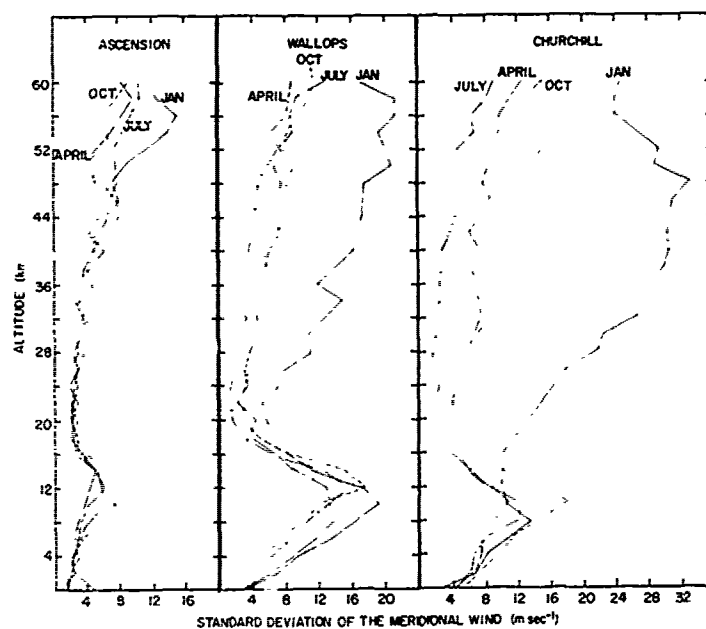 ASCENSION
WALLOPS
CHURCHILL
OCT
JAN
JULY
APRIL
OCT
JULY
JAN
APRIL
JULY
APRIL
OCT
JAN
60
52
44
36
28
20
12
4
ALTITUDE (km
4 8 12 16
4 8 12 16 20
4 8 12 16 20 24 28 32
STANDARD DEVIATION OF THE MERIDIONAL WIND (m sec⁻¹)